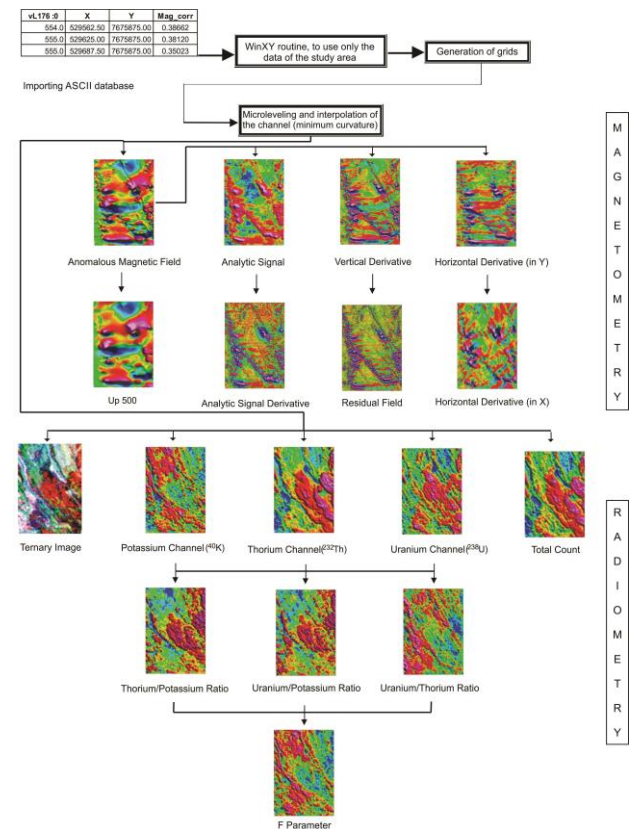 vL176 :0 X Y Mag_corr
554.0 529562.50 7675875.00 0.38662
555.0 529625.00 7675875.00 0.38120
555.0 529687.50 7675875.00 0.35023
WinXY routine, to use only the
data of the study area
Generation of grids
Importing ASCII database
Microleveling and interpolation of
the channel (minimum curvature)
MAGNETOMETRY
Anomalous Magnetic Field
Analytic Signal
Vertical Derivative
Horizontal Derivative (in Y)
Up 500
Analytic Signal Derivative
Residual Field
Horizontal Derivative (in X)
RADIOMETRY
Ternary Image
Potassium Channel (⁴⁰K)
Thorium Channel(²³²Th)
Uranium Channel(²³⁸U)
Total Count
Thorium/Potassium Ratio
Uranium/Potassium Ratio
Uranium/Thorium Ratio
F Parameter